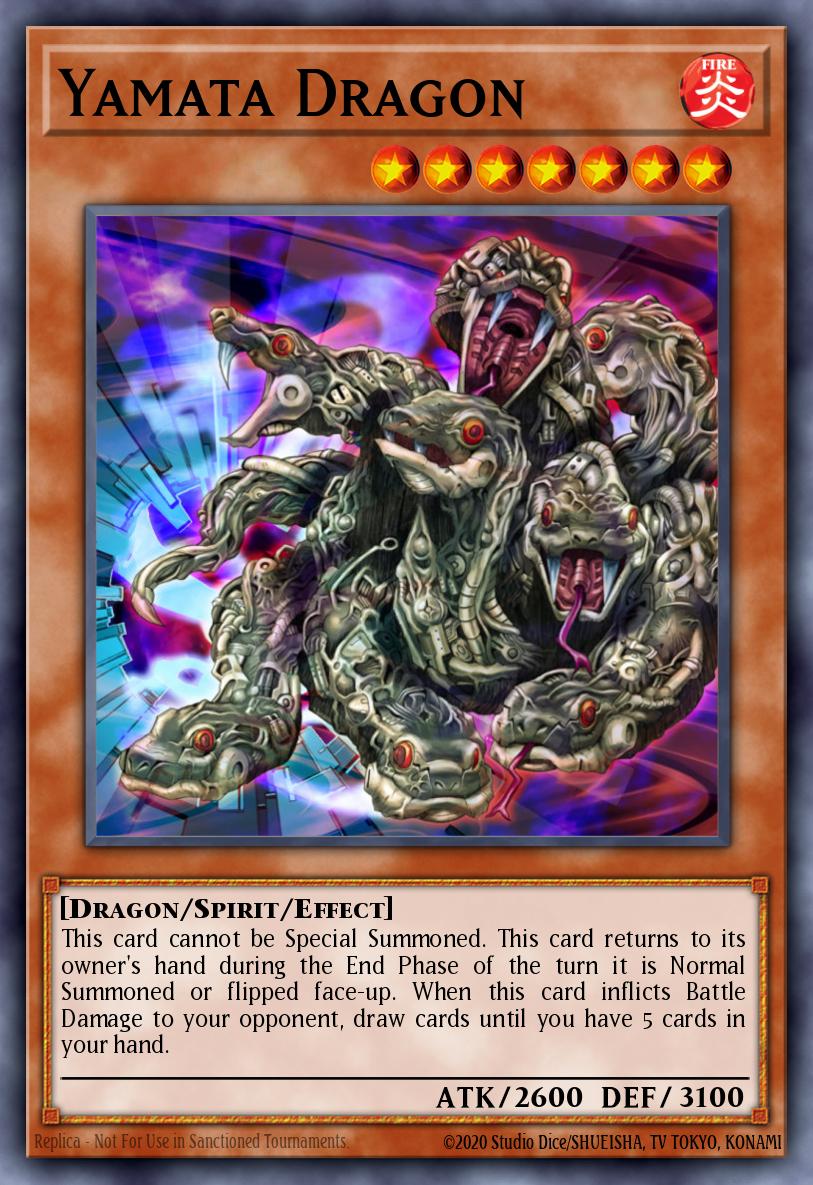 Yamata Dragon
FIRE
炎
[Dragon/Spirit/Effect]
This card cannot be Special Summoned. This card returns to its
owner's hand during the End Phase of the turn it is Normal
Summoned or flipped face-up. When this card inflicts Battle
Damage to your opponent, draw cards until you have 5 cards in
your hand.
ATK/2600 DEF/3100
Replica - Not For Use in Sanctioned Tournaments.
©2020 Studio Dice/SHUEISHA, TV TOKYO, KONAMI